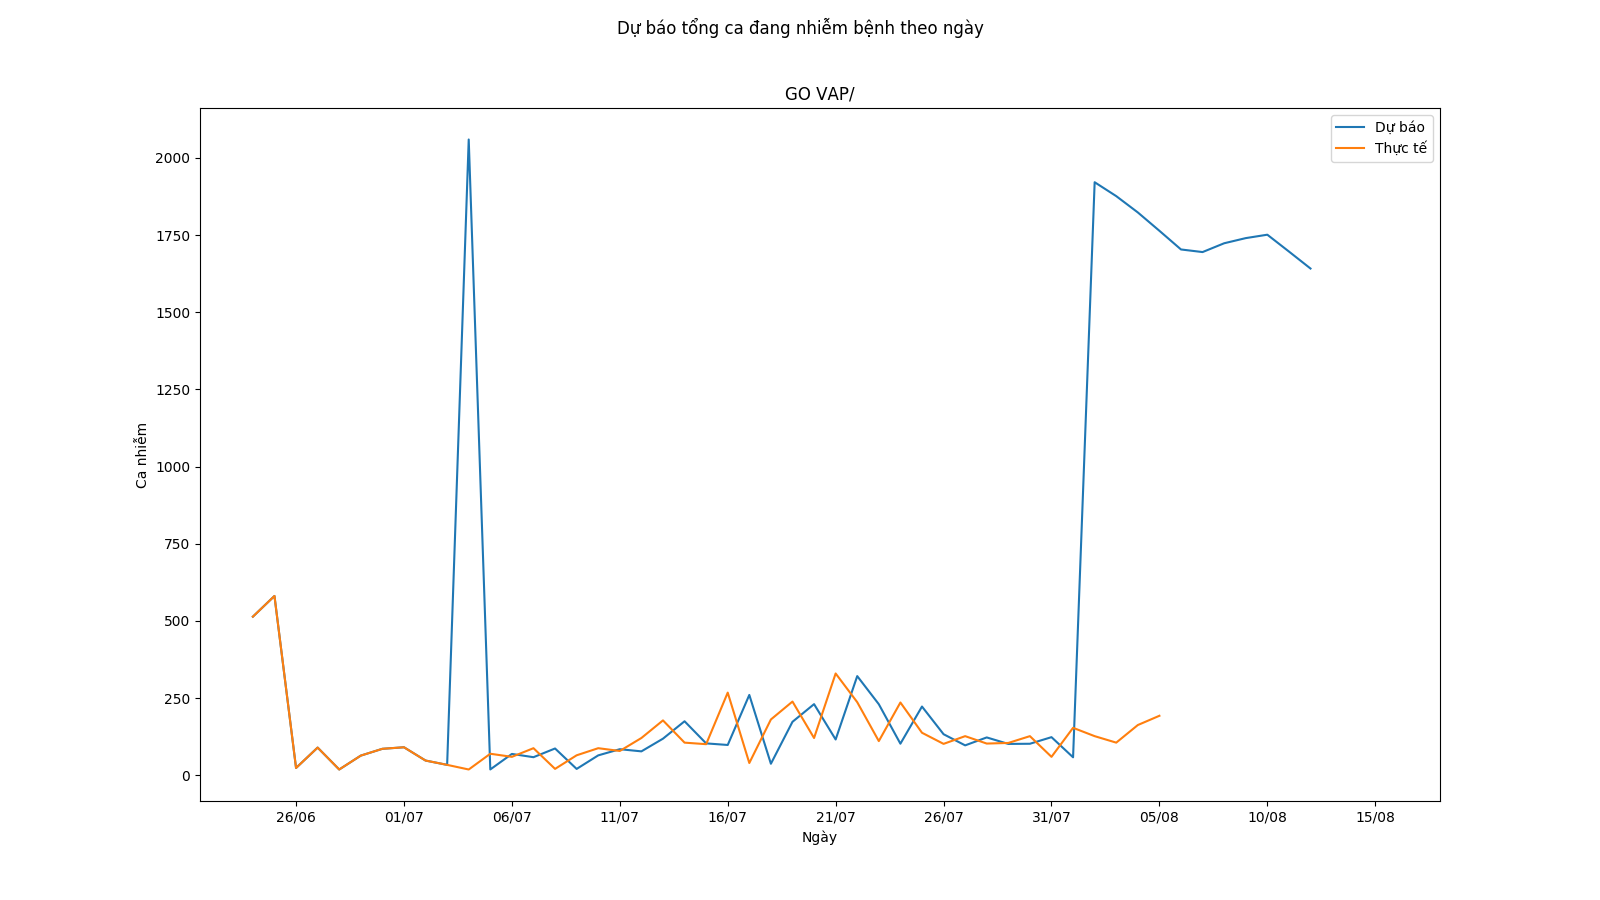 Dự báo tổng ca đang nhiễm bệnh theo ngày
GO VAP/
Dự báo
Thực tế
2000
1750
1500
1250
1000
750
500
250
0
Ca nhiễm
26/06 01/07 06/07 11/07 16/07 21/07 26/07 31/07 05/08 10/08 15/08
Ngày